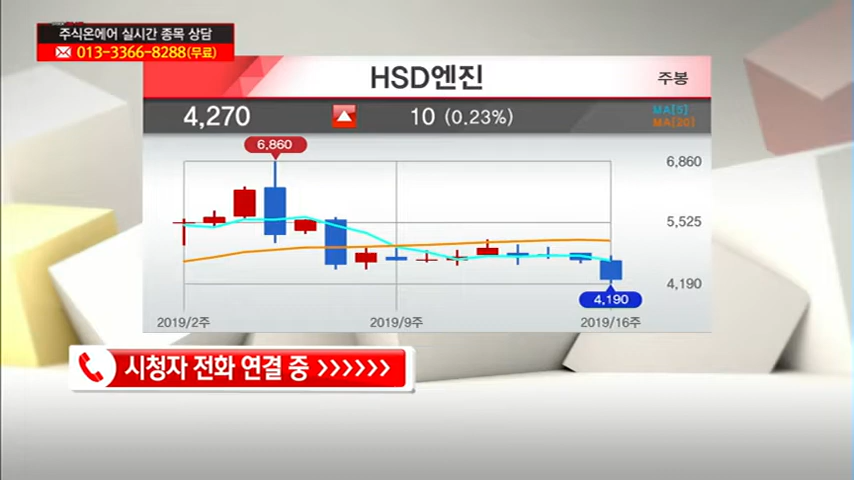 주식온에어 실시간 종목 상담
013-3366-8288(무료)
HSD엔진
주봉
4,270
10 (0.23%)
MA[5]
MA[20]
6,860
6,860
5,525
4,190
4,190
2019/2주
2019/9주
2019/16주
시청자 전화 연결 중 >>>>>>